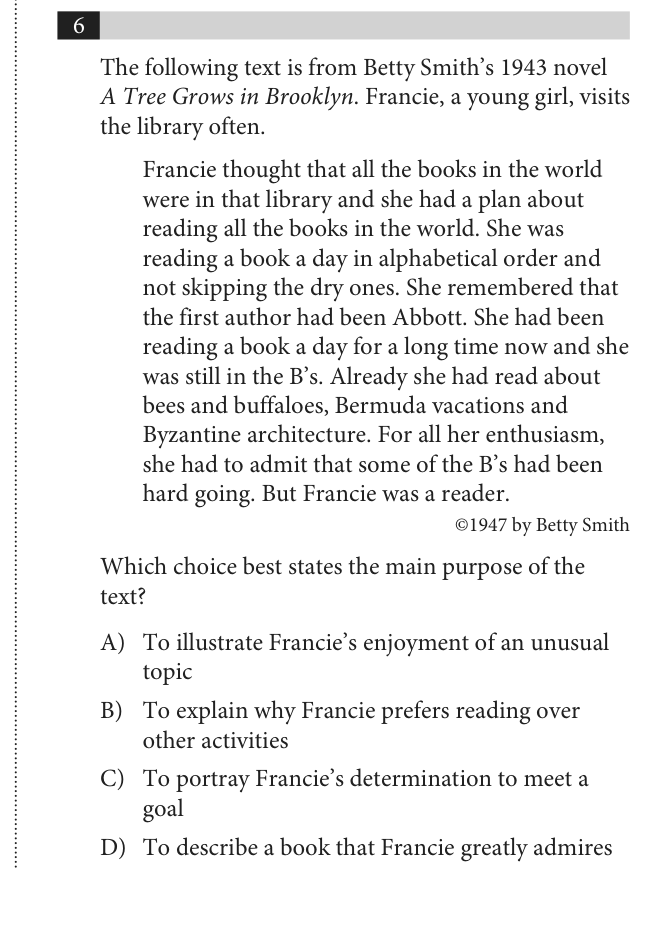 6
The following text is from Betty Smith’s 1943 novel
A Tree Grows in Brooklyn. Francie, a young girl, visits
the library often.
Francie thought that all the books in the world
were in that library and she had a plan about
reading all the books in the world. She was
reading a book a day in alphabetical order and
not skipping the dry ones. She remembered that
the first author had been Abbott. She had been
reading a book a day for a long time now and she
was still in the B’s. Already she had read about
bees and buffaloes, Bermuda vacations and
Byzantine architecture. For all her enthusiasm,
she had to admit that some of the B’s had been
hard going. But Francie was a reader.
©1947 by Betty Smith
Which choice best states the main purpose of the
text?
A) To illustrate Francie’s enjoyment of an unusual
topic
B) To explain why Francie prefers reading over
other activities
C) To portray Francie’s determination to meet a
goal
D) To describe a book that Francie greatly admires